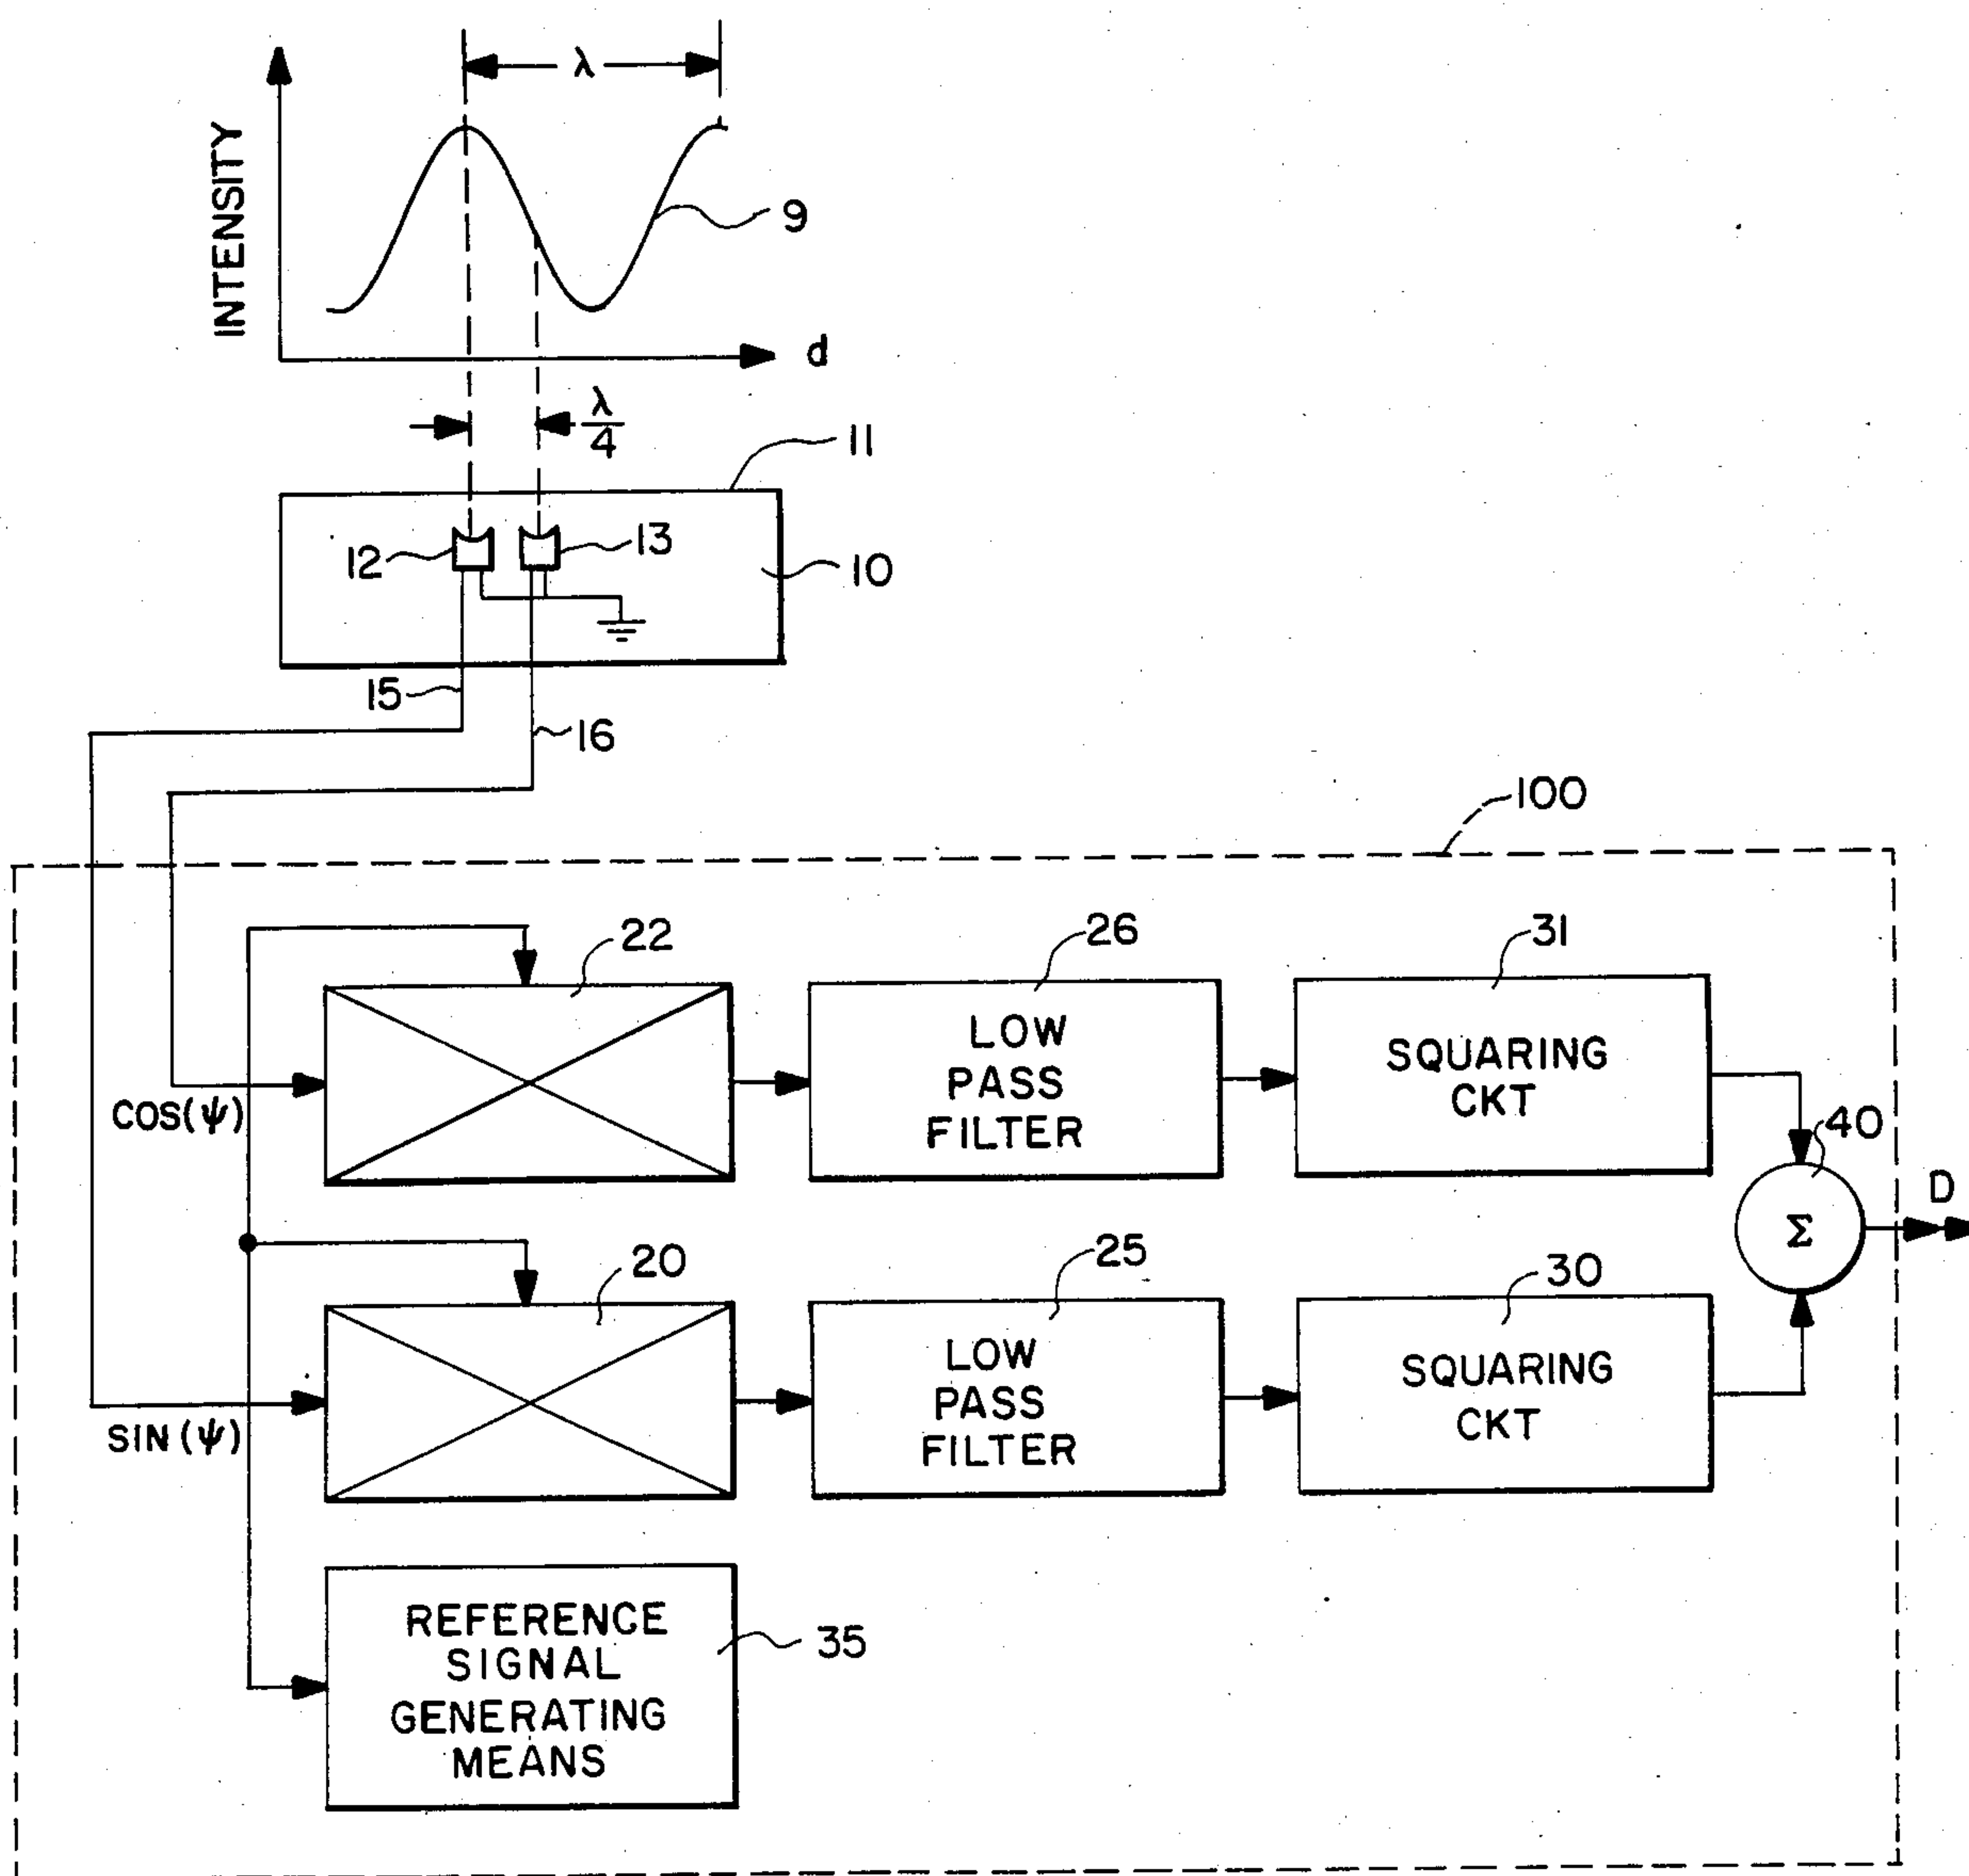 λ
INTENSITY
9
d
λ
4
11
12
13
10
15
16
100
22
26
31
LOW
PASS
FILTER
SQUARING
CKT
COS(ψ)
40
D
Σ
20
25
30
LOW
PASS
FILTER
SQUARING
CKT
SIN(ψ)
REFERENCE
SIGNAL
GENERATING
MEANS
35